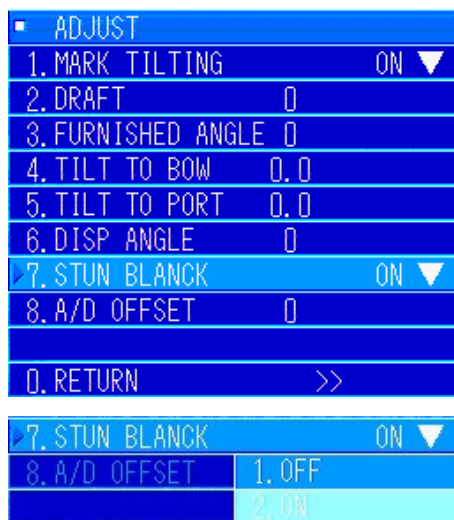 ADJUST
1. MARK TILTING ON
2. DRAFT 0
3. FURNISHED ANGLE 0
4. TILT TO BOW 0.0
5. TILT TO PORT 0.0
6. DISP ANGLE 0
7. STUN BLANCK ON
8. A/D OFFSET 0
0. RETURN >>
7. STUN BLANCK ON
8. A/D OFFSET 1. OFF
2. ON